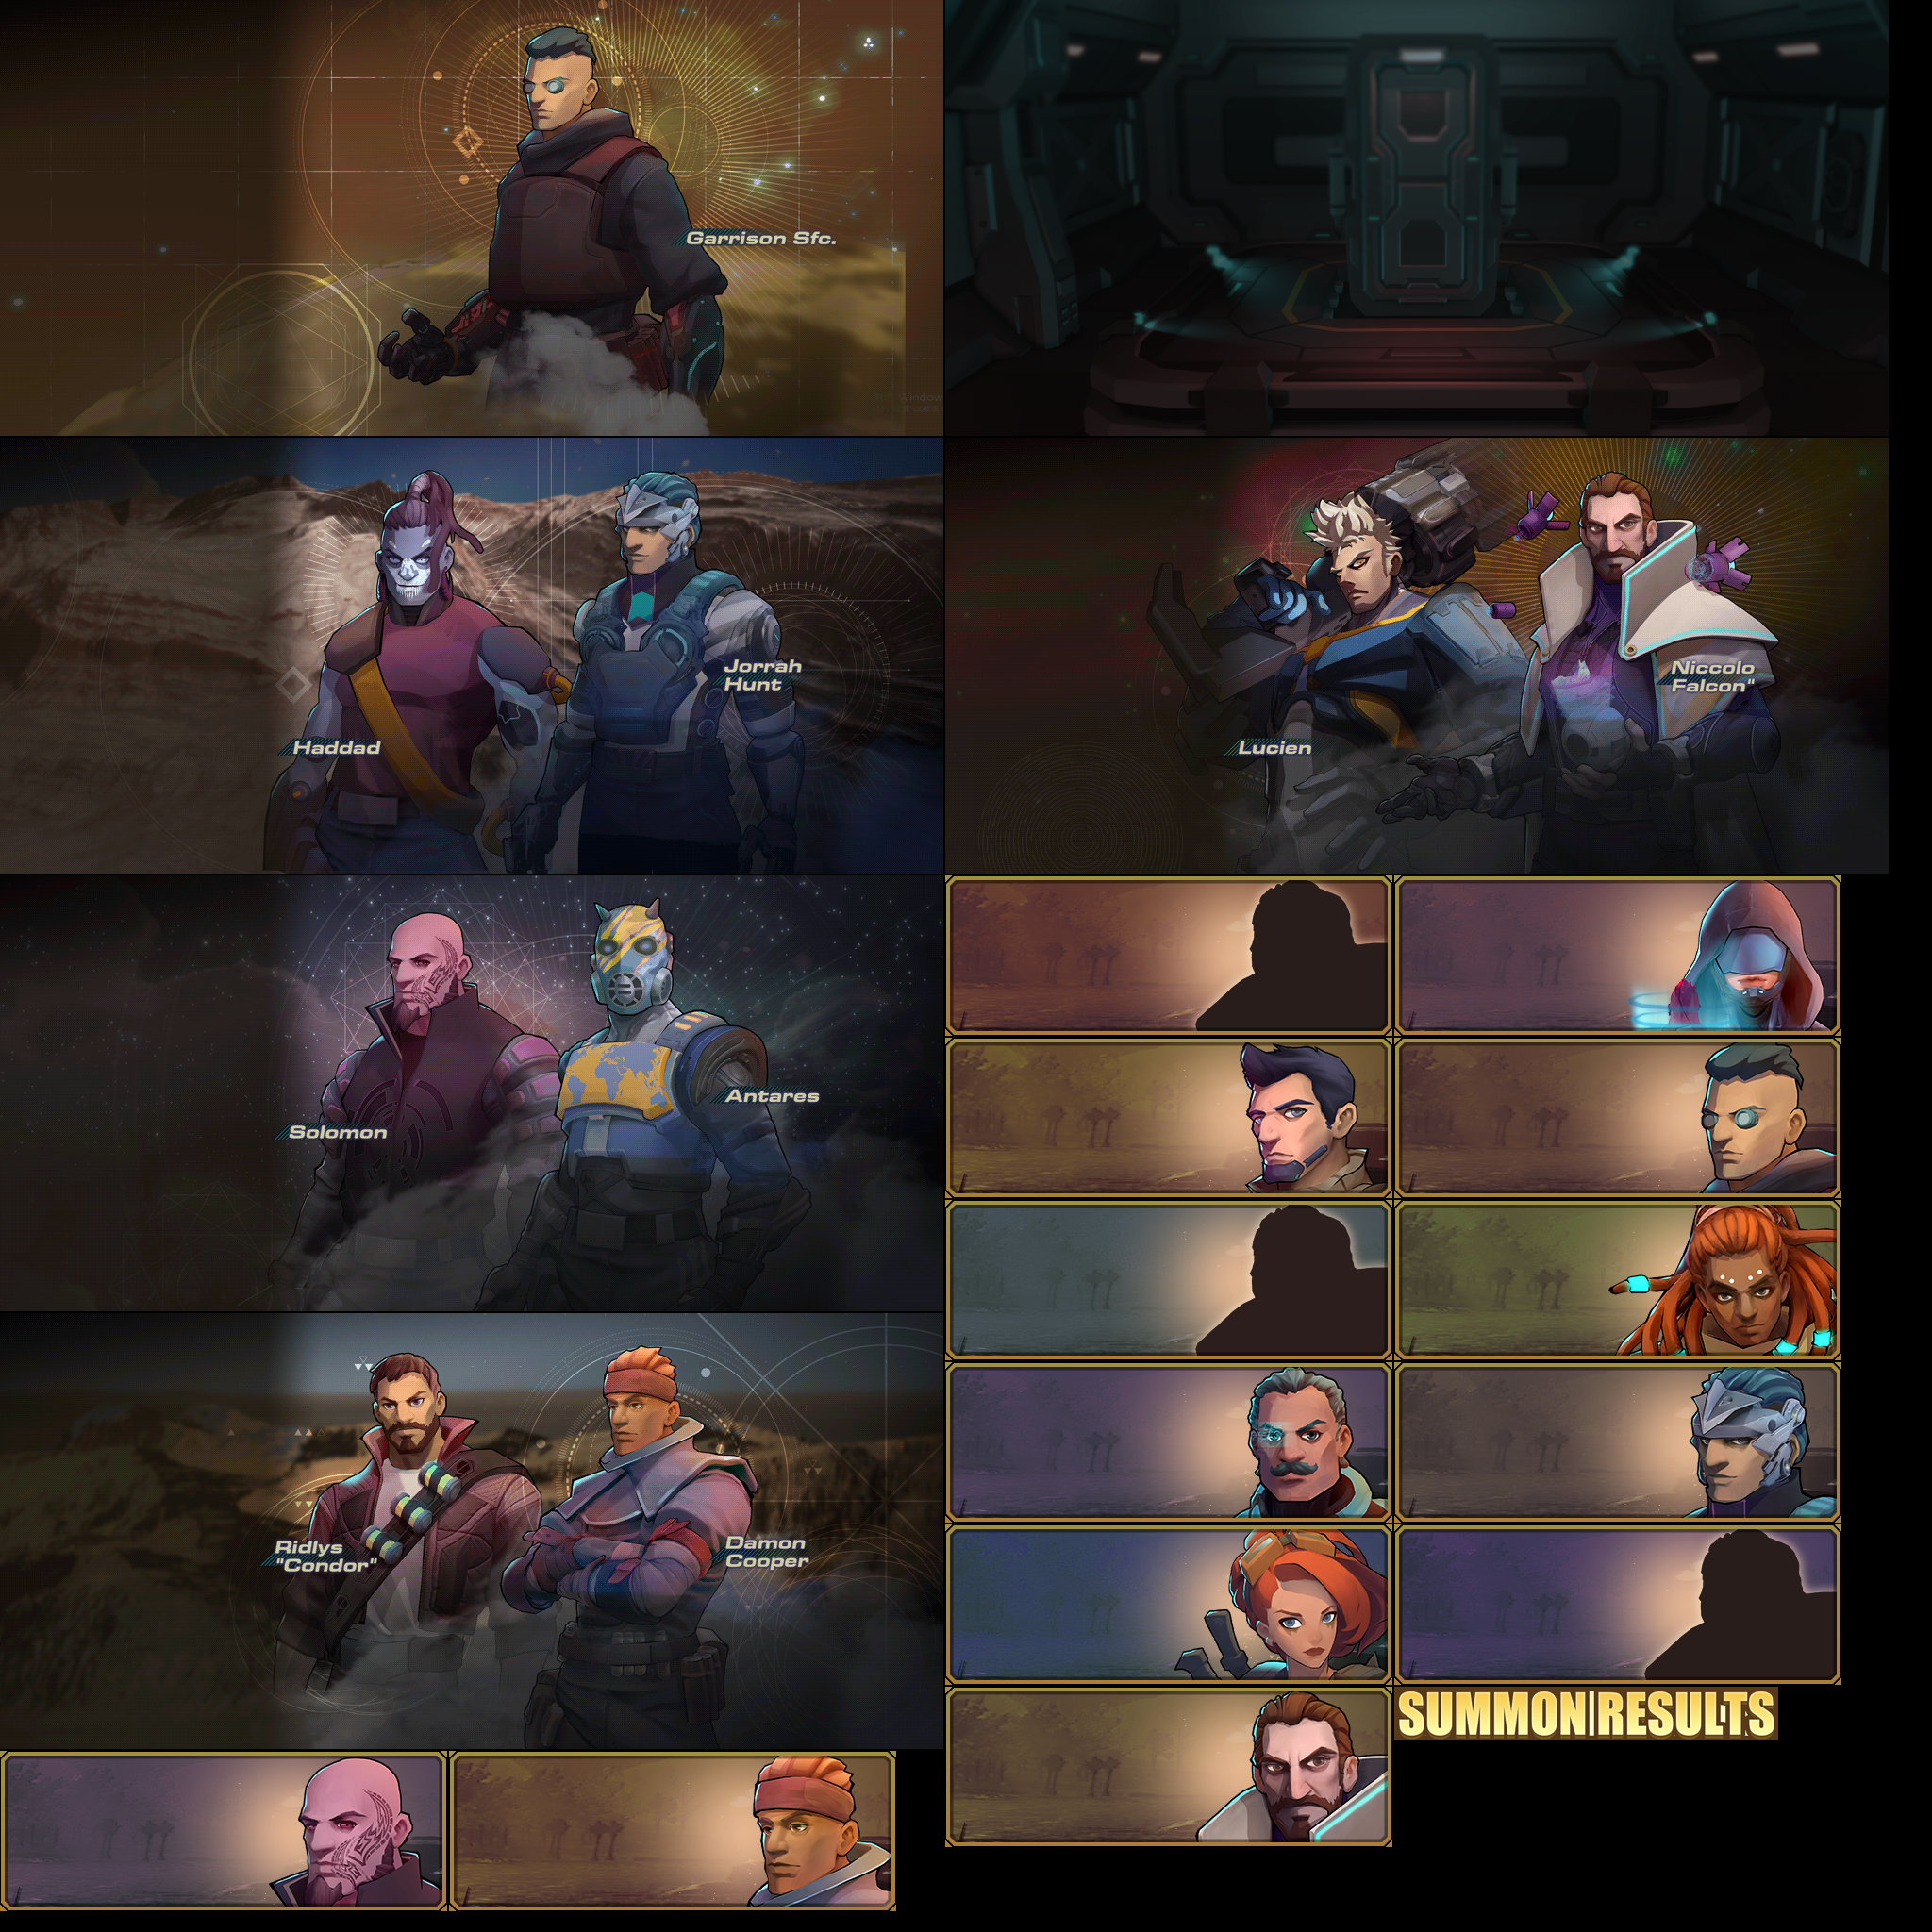 Garrison Sfc.
Haddad
Jorrah
Hunt
Lucien
Niccolo
Falcon"
Solomon
Antares
Ridlys
"Condor"
Damon
Cooper
SUMMON RESULTS